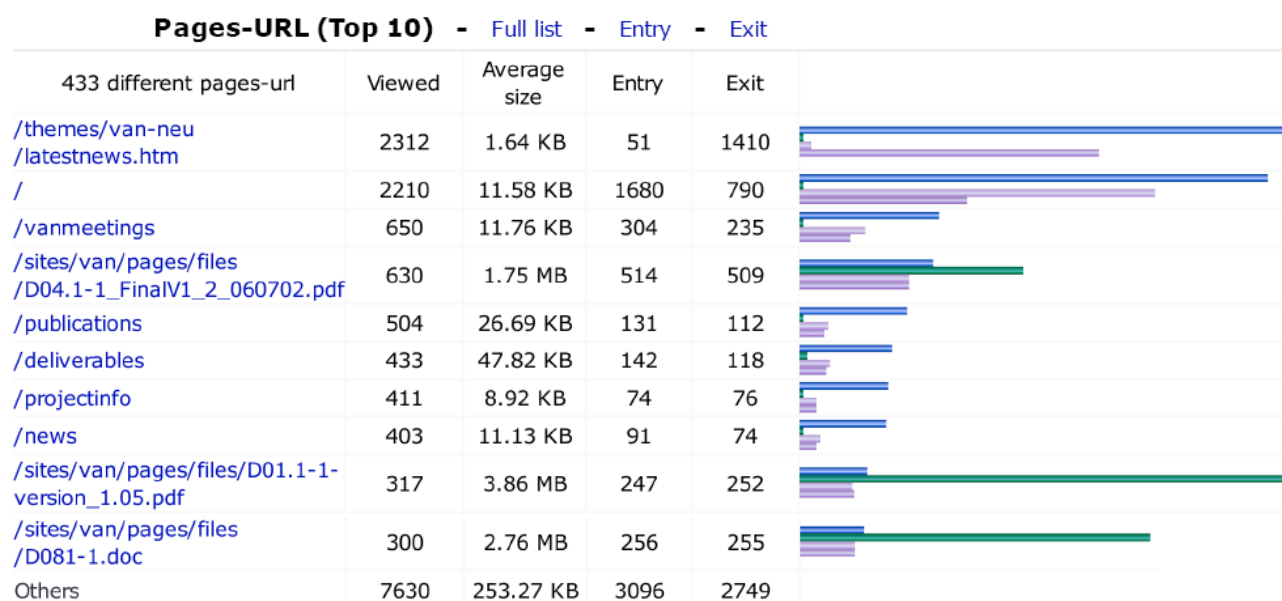 Pages-URL (Top 10) - Full list - Entry - Exit
433 different pages-url Viewed Average size Entry Exit
/themes/van-neu
/latestnews.htm 2312 1.64 KB 51 1410
/ 2210 11.58 KB 1680 790
/vanmeetings 650 11.76 KB 304 235
/sites/van/pages/files
/D04.1-1_FinalV1_2_060702.pdf 630 1.75 MB 514 509
/publications 504 26.69 KB 131 112
/deliverables 433 47.82 KB 142 118
/projectinfo 411 8.92 KB 74 76
/news 403 11.13 KB 91 74
/sites/van/pages/files/D01.1-1-
version_1.05.pdf 317 3.86 MB 247 252
/sites/van/pages/files
/D081-1.doc 300 2.76 MB 256 255
Others 7630 253.27 KB 3096 2749